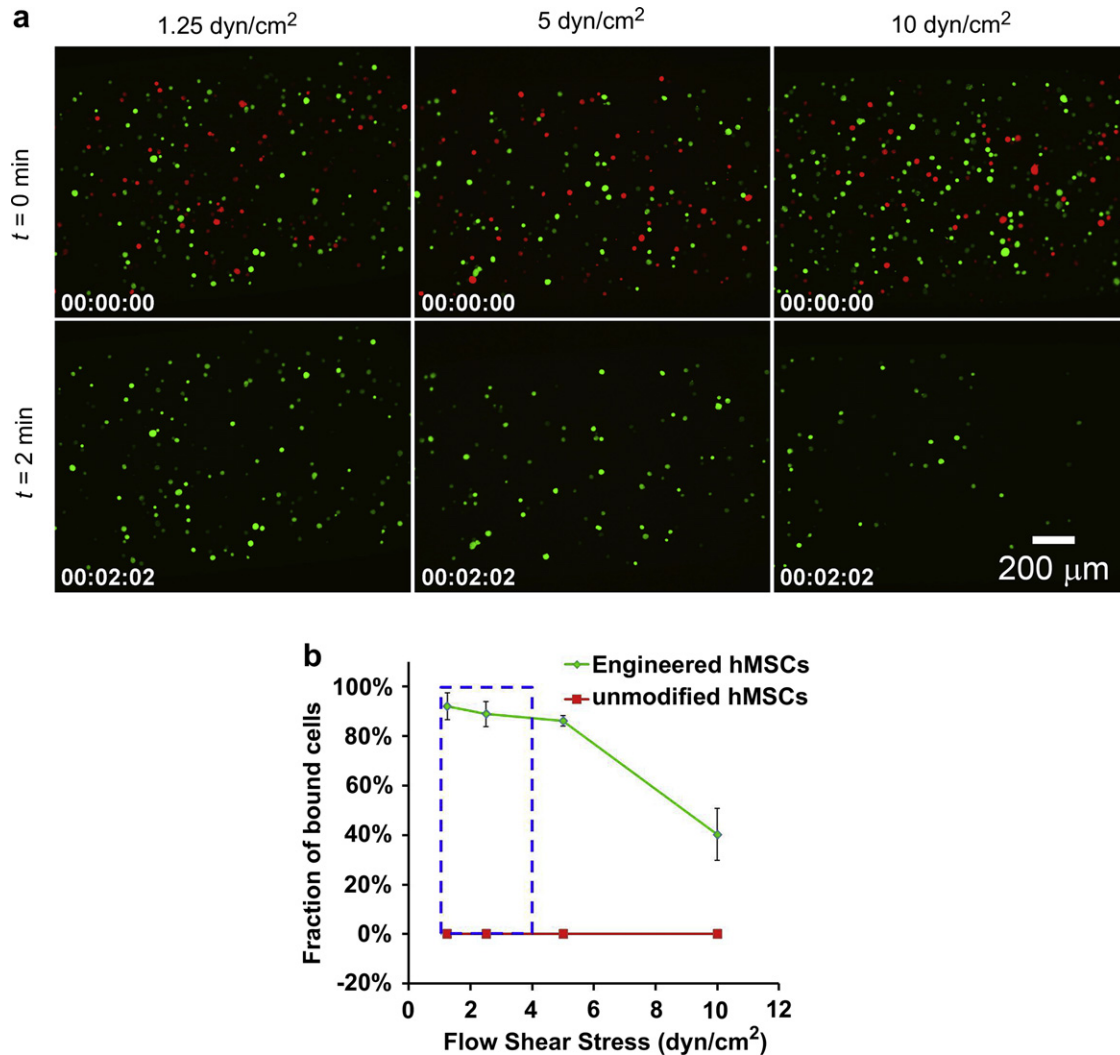 a
1.25 dyn/cm²
5 dyn/cm²
10 dyn/cm²
t = 0 min
00:00:00
00:00:00
00:00:00
t = 2 min
00:02:02
00:02:02
00:02:02
200 μm
b
Engineered hMSCs
unmodified hMSCs
Fraction of bound cells
100%
80%
60%
40%
20%
0%
-20%
0 2 4 6 8 10 12
Flow Shear Stress (dyn/cm²)